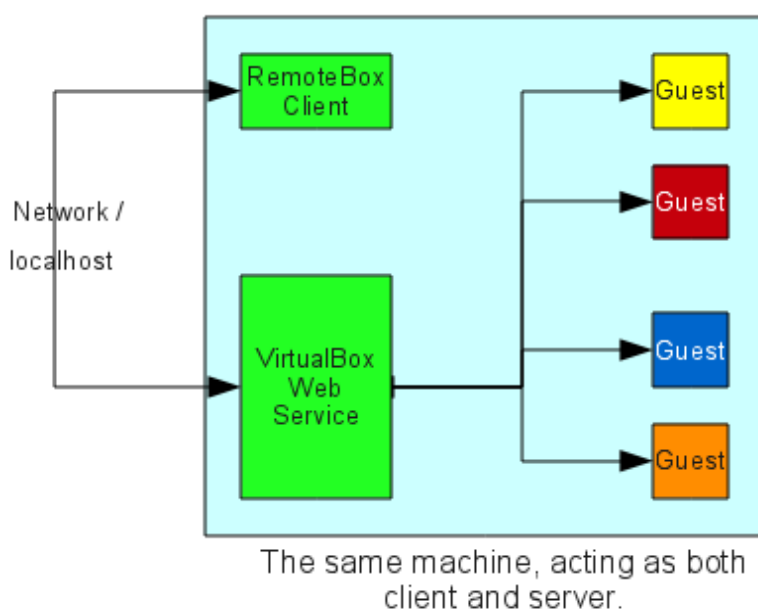 RemoteBox
Client
Guest
Guest
Network /
localhost
VirtualBox
Web
Service
Guest
Guest
The same machine, acting as both
client and server.